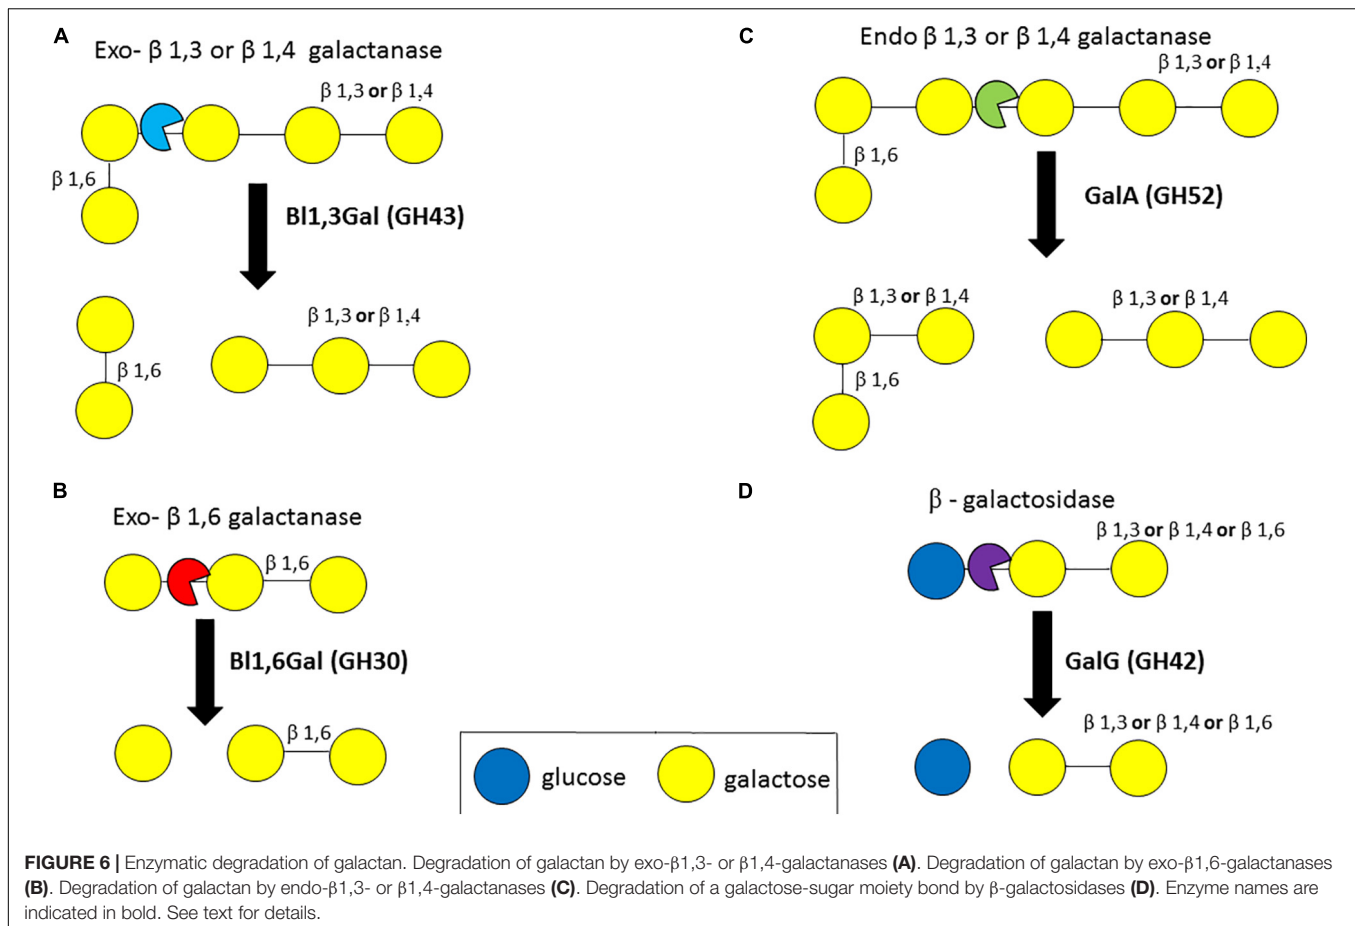 A
Exo- β 1,3 or β 1,4 galactanase
β 1,3 or β 1,4
β 1,6
Bl1,3Gal (GH43)
β 1,3 or β 1,4
β 1,6
B
Exo- β 1,6 galactanase
β 1,6
Bl1,6Gal (GH30)
β 1,6
C
Endo β 1,3 or β 1,4 galactanase
β 1,3 or β 1,4
β 1,6
GalA (GH52)
β 1,3 or β 1,4
β 1,3 or β 1,4
β 1,6
D
β - galactosidase
β 1,3 or β 1,4 or β 1,6
GalG (GH42)
β 1,3 or β 1,4 or β 1,6
glucose
galactose
FIGURE 6 | Enzymatic degradation of galactan. Degradation of galactan by exo-β1,3- or β1,4-galactanases (A). Degradation of galactan by exo-β1,6-galactanases
(B). Degradation of galactan by endo-β1,3- or β1,4-galactanases (C). Degradation of a galactose-sugar moiety bond by β-galactosidases (D). Enzyme names are
indicated in bold. See text for details.